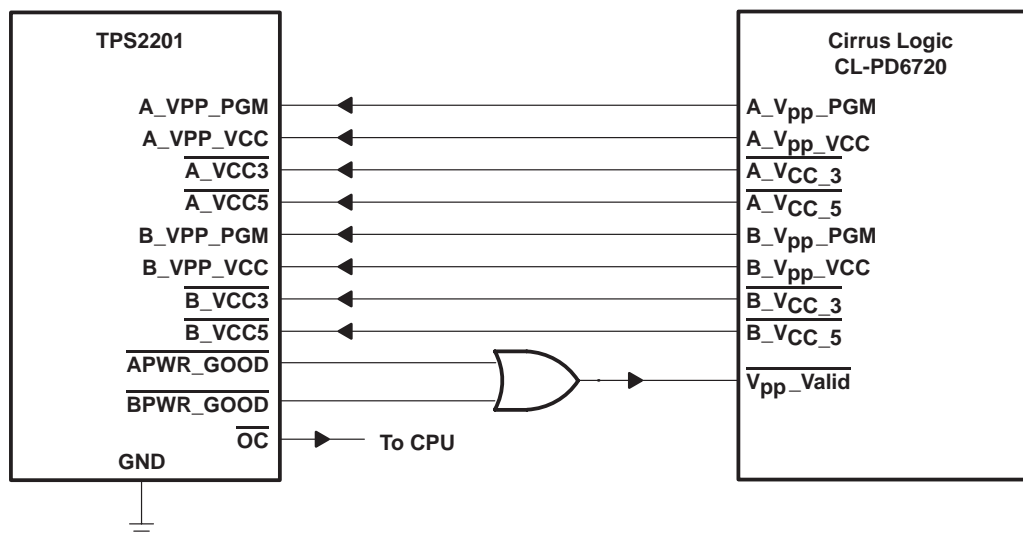 TPS2201
A_VPP_PGM
A_VPP_VCC
A_VCC3
A_VCC5
B_VPP_PGM
B_VPP_VCC
B_VCC3
B_VCC5
APWR_GOOD
BPWR_GOOD
OC
GND
To CPU
Cirrus Logic
CL-PD6720
A_Vpp_PGM
A_Vpp_VCC
A_VCC_3
A_VCC_5
B_Vpp_PGM
B_Vpp_VCC
B_VCC_3
B_VCC_5
Vpp_Valid